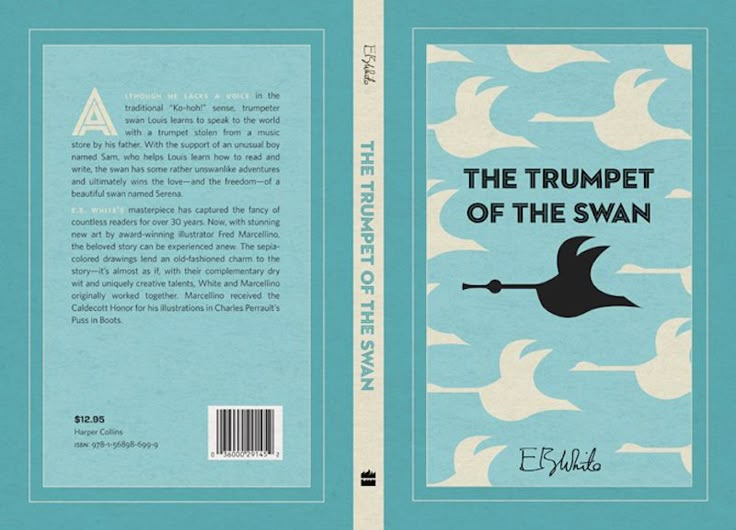 ALTHOUGH HE LACKS A VOICE in the
traditional "Ko-hoh!" sense, trumpeter
swan Louis learns to speak to the world
with a trumpet stolen from a music
store by his father. With the support of an unusual boy
named Sam, who helps Louis learn how to read and
write, the swan has some rather unswanlike adventures
and ultimately wins the love—and the freedom—of a
beautiful swan named Serena.
E.B. WHITE'S masterpiece has captured the fancy of
countless readers for over 30 years. Now, with stunning
new art by award-winning illustrator Fred Marcellino,
the beloved story can be experienced anew. The sepia-
colored drawings lend an old-fashioned charm to the
story—it's almost as if, with their complementary dry
wit and uniquely creative talents, White and Marcellino
originally worked together. Marcellino received the
Caldecott Honor for his illustrations in Charles Perrault's
Puss in Boots.
$12.95
Harper Collins
ISBN: 978-1-56898-699-9
0 36000 29145 2
EBWhite
THE TRUMPET OF THE SWAN
THE TRUMPET
OF THE SWAN
EBWhite